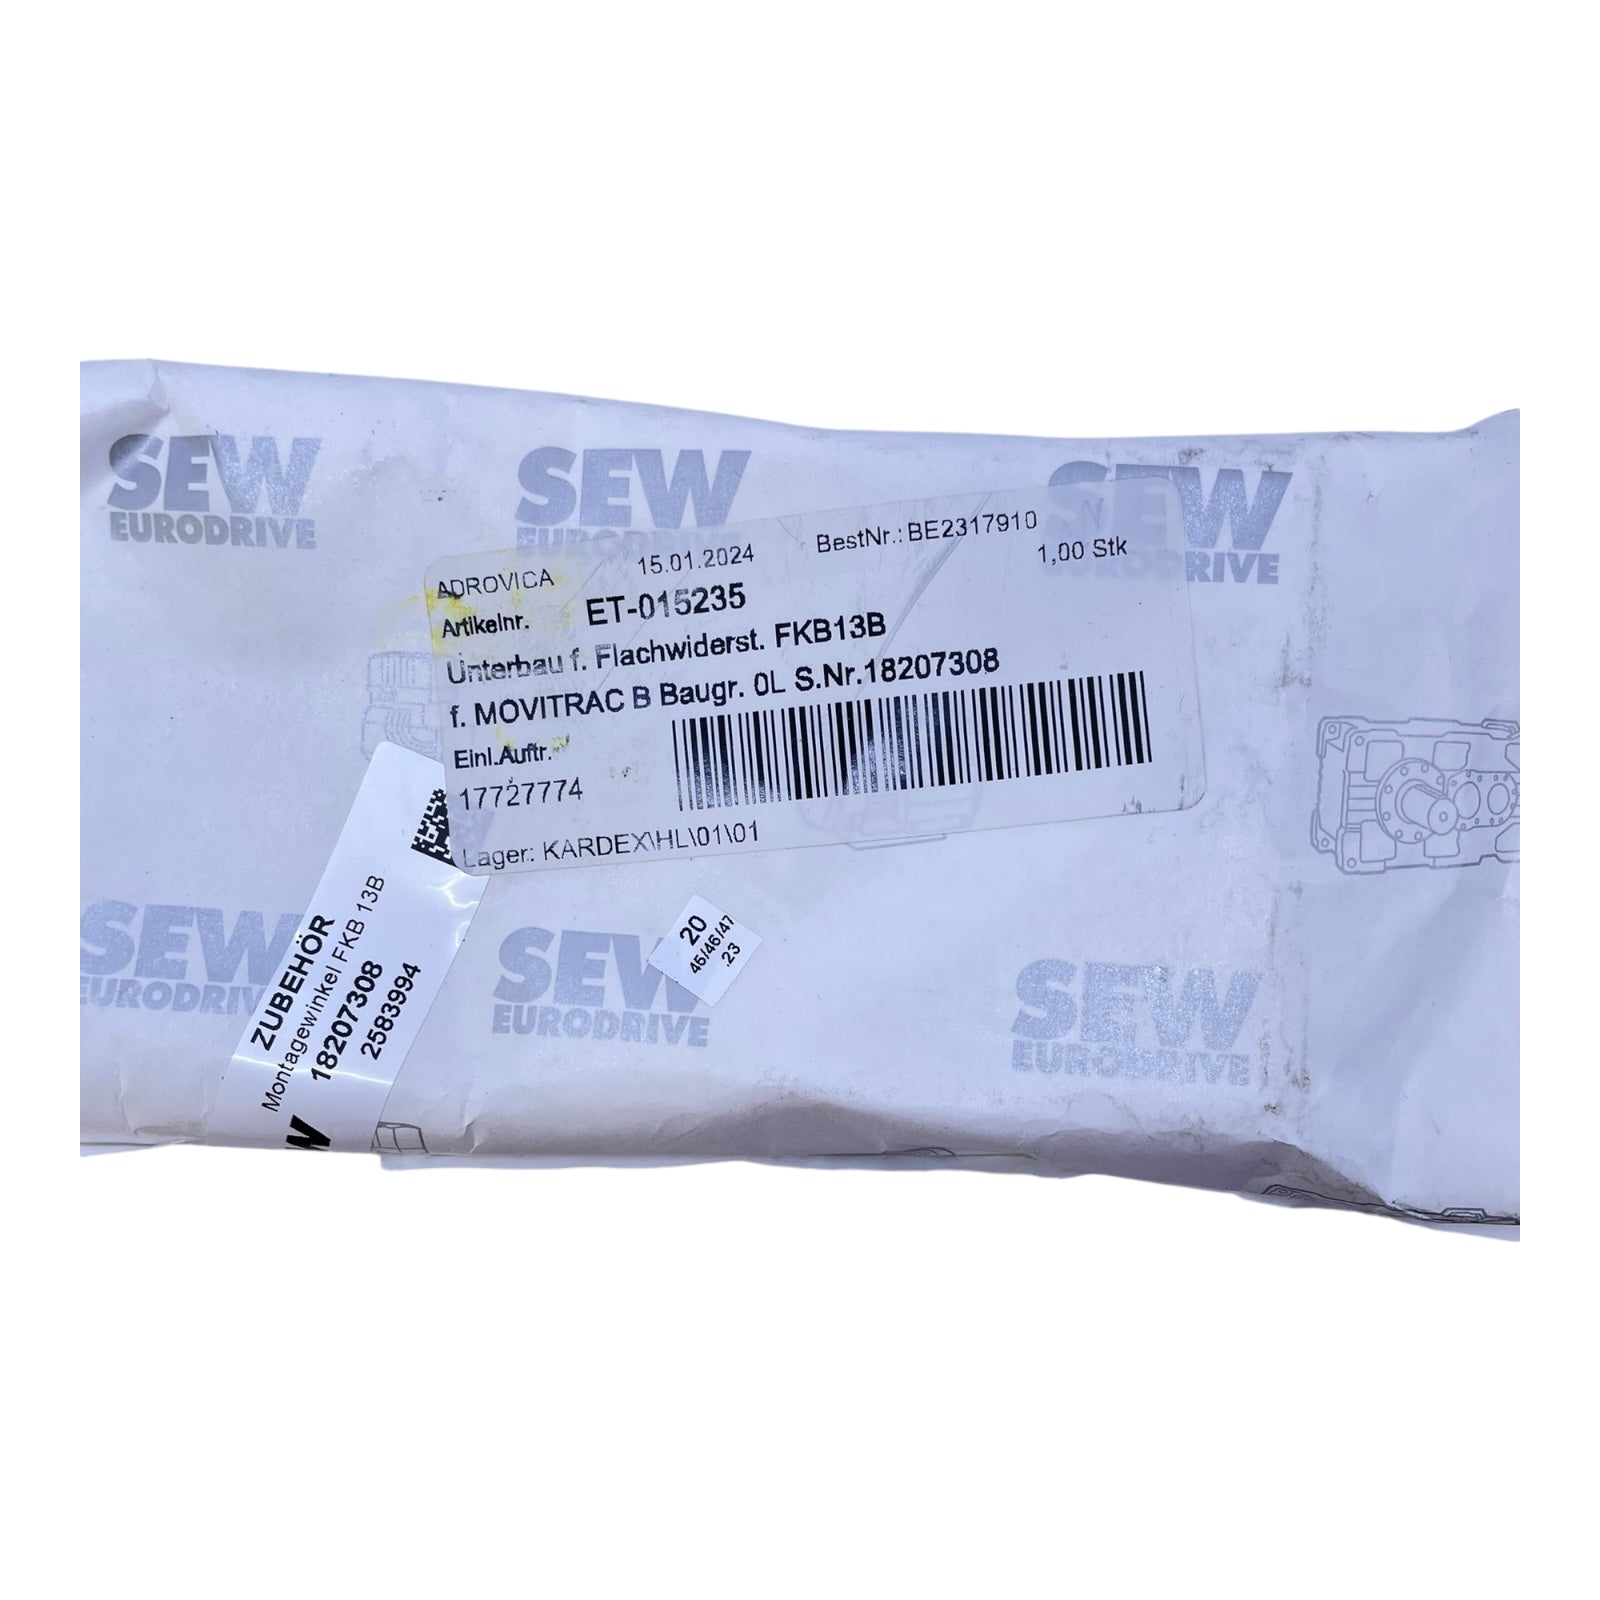 SEW
EURODRIVE
SEW
EURODRIVE
SEW
EURODRIVE
ADROVICA 15.01.2024 BestNr.: BE2317910
1,00 Stk
Artikelnr. ET-015235
Unterbau f. Flachwiderst. FKB13B
f. MOVITRAC B Baugr. 0L S.Nr.18207308
Einl.Auftr.
17727774
Lager: KARDEX\HL\01\01
ZUBEHÖR
Montagewinkel FKB 13B
18207308
2583994
W
20
45/46/47
.23
SEW
EURODRIVE
SEW
EURODRIVE
SEW
EURODRIVE